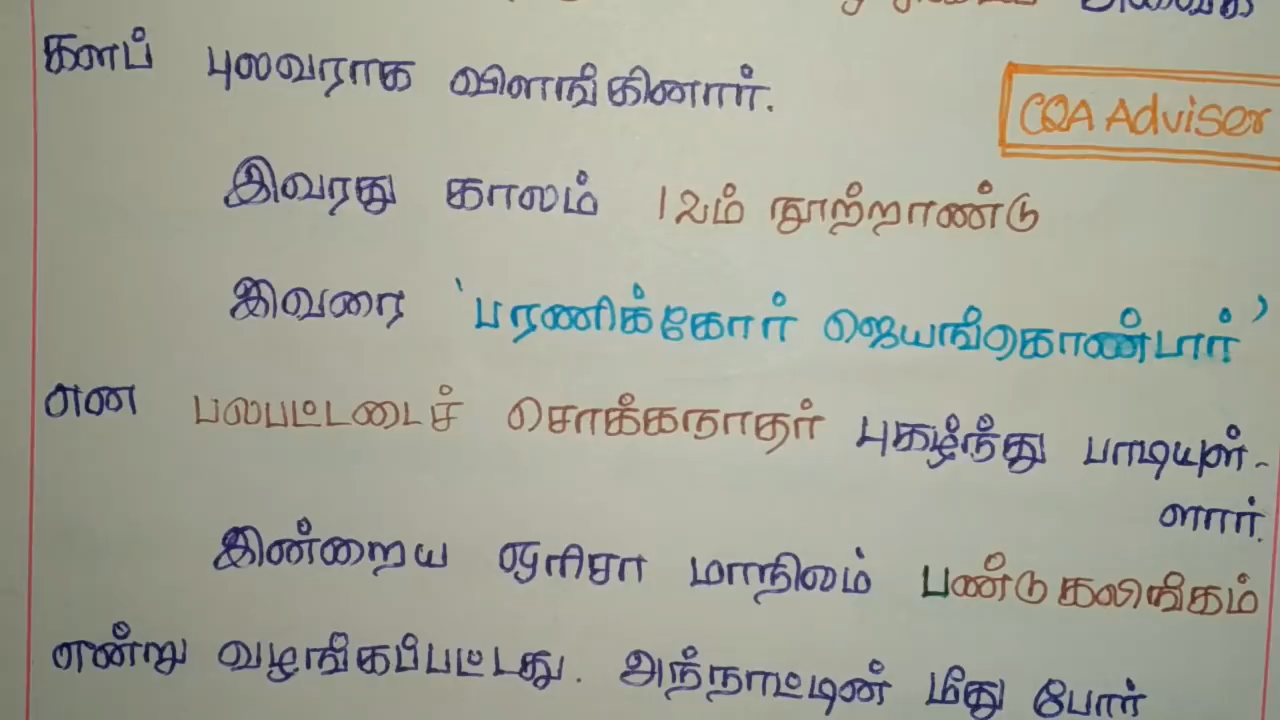 களப் புலவராக விளங்கினார்.
CQA Adviser
இவரது காலம் 12ம் நூற்றாண்டு
இவரை 'பரணிக்கோர் ஜெயங்கொண்டார்'
என பலபட்டடைச் சொக்கநாதர் புகழ்ந்து பாடியுள்-
ளார்.
இன்றைய ஒரிசா மாநிலம் பண்டு கலிங்கம்
என்று வழங்கப்பட்டது. அந்நாட்டின் மீது போர்